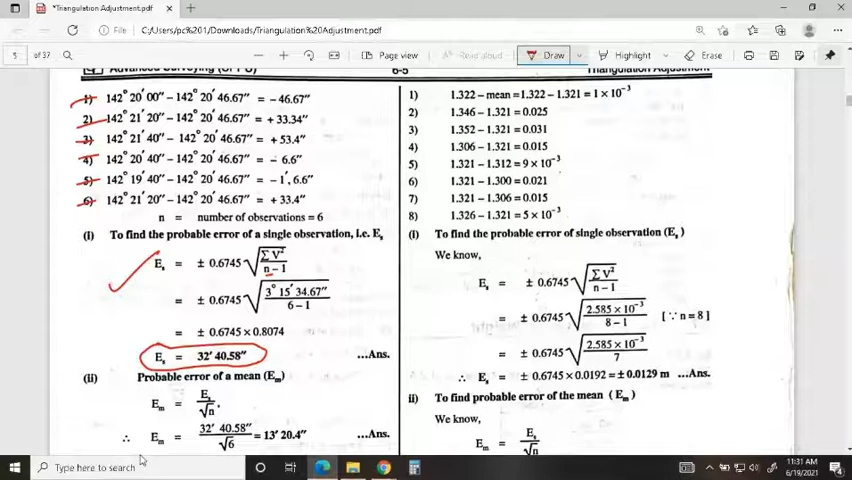 *Triangulation Adjustment.pdf
File
C:/Users/pc%201/Downloads/Triangulation%20Adjustment.pdf
5 of 37
Page view
Read aloud
Draw
Highlight
Erase
Advanced Surveying (SPPU)
6-5
Triangulation Adjustment
1) 142° 20′ 00″ – 142° 20′ 46.67″ = – 46.67″
2) 142° 21′ 20″ – 142° 20′ 46.67″ = + 33.34″
3) 142° 21′ 40″ – 142° 20′ 46.67″ = + 53.4″
4) 142° 20′ 40″ – 142° 20′ 46.67″ = – 6.6″
5) 142° 19′ 40″ – 142° 20′ 46.67″ = – 1′, 6.6″
6) 142° 21′ 20″ – 142° 20′ 46.67″ = + 33.4″
n = number of observations = 6
(i) To find the probable error of a single observation, i.e. Es
Es = ± 0.6745 √(Σ V² / n – 1)
= ± 0.6745 √(3° 15′ 34.67″ / 6 – 1)
= ± 0.6745 × 0.8074
Es = 32′ 40.58″ ...Ans.
(ii) Probable error of a mean (Em)
Em = Es / √n .
∴ Em = 32′ 40.58″ / √6 = 13′ 20.4″ ...Ans.
1) 1.322 – mean = 1.322 – 1.321 = 1 × 10⁻³
2) 1.346 – 1.321 = 0.025
3) 1.352 – 1.321 = 0.031
4) 1.306 – 1.321 = 0.015
5) 1.321 – 1.312 = 9 × 10⁻³
6) 1.321 – 1.300 = 0.021
7) 1.321 – 1.306 = 0.015
8) 1.326 – 1.321 = 5 × 10⁻³
(i) To find the probable error of single observation (Es)
We know,
Es = ± 0.6745 √(Σ V² / n – 1)
= ± 0.6745 √(2.585 × 10⁻³ / 8 – 1) [∵ n = 8]
= ± 0.6745 √(2.585 × 10⁻³ / 7)
∴ Es = ± 0.6745 × 0.0192 = ± 0.0129 m ...Ans.
ii) To find probable error of the mean (Em)
We know,
Em = Es / √n
Type here to search
11:31 AM
6/19/2021